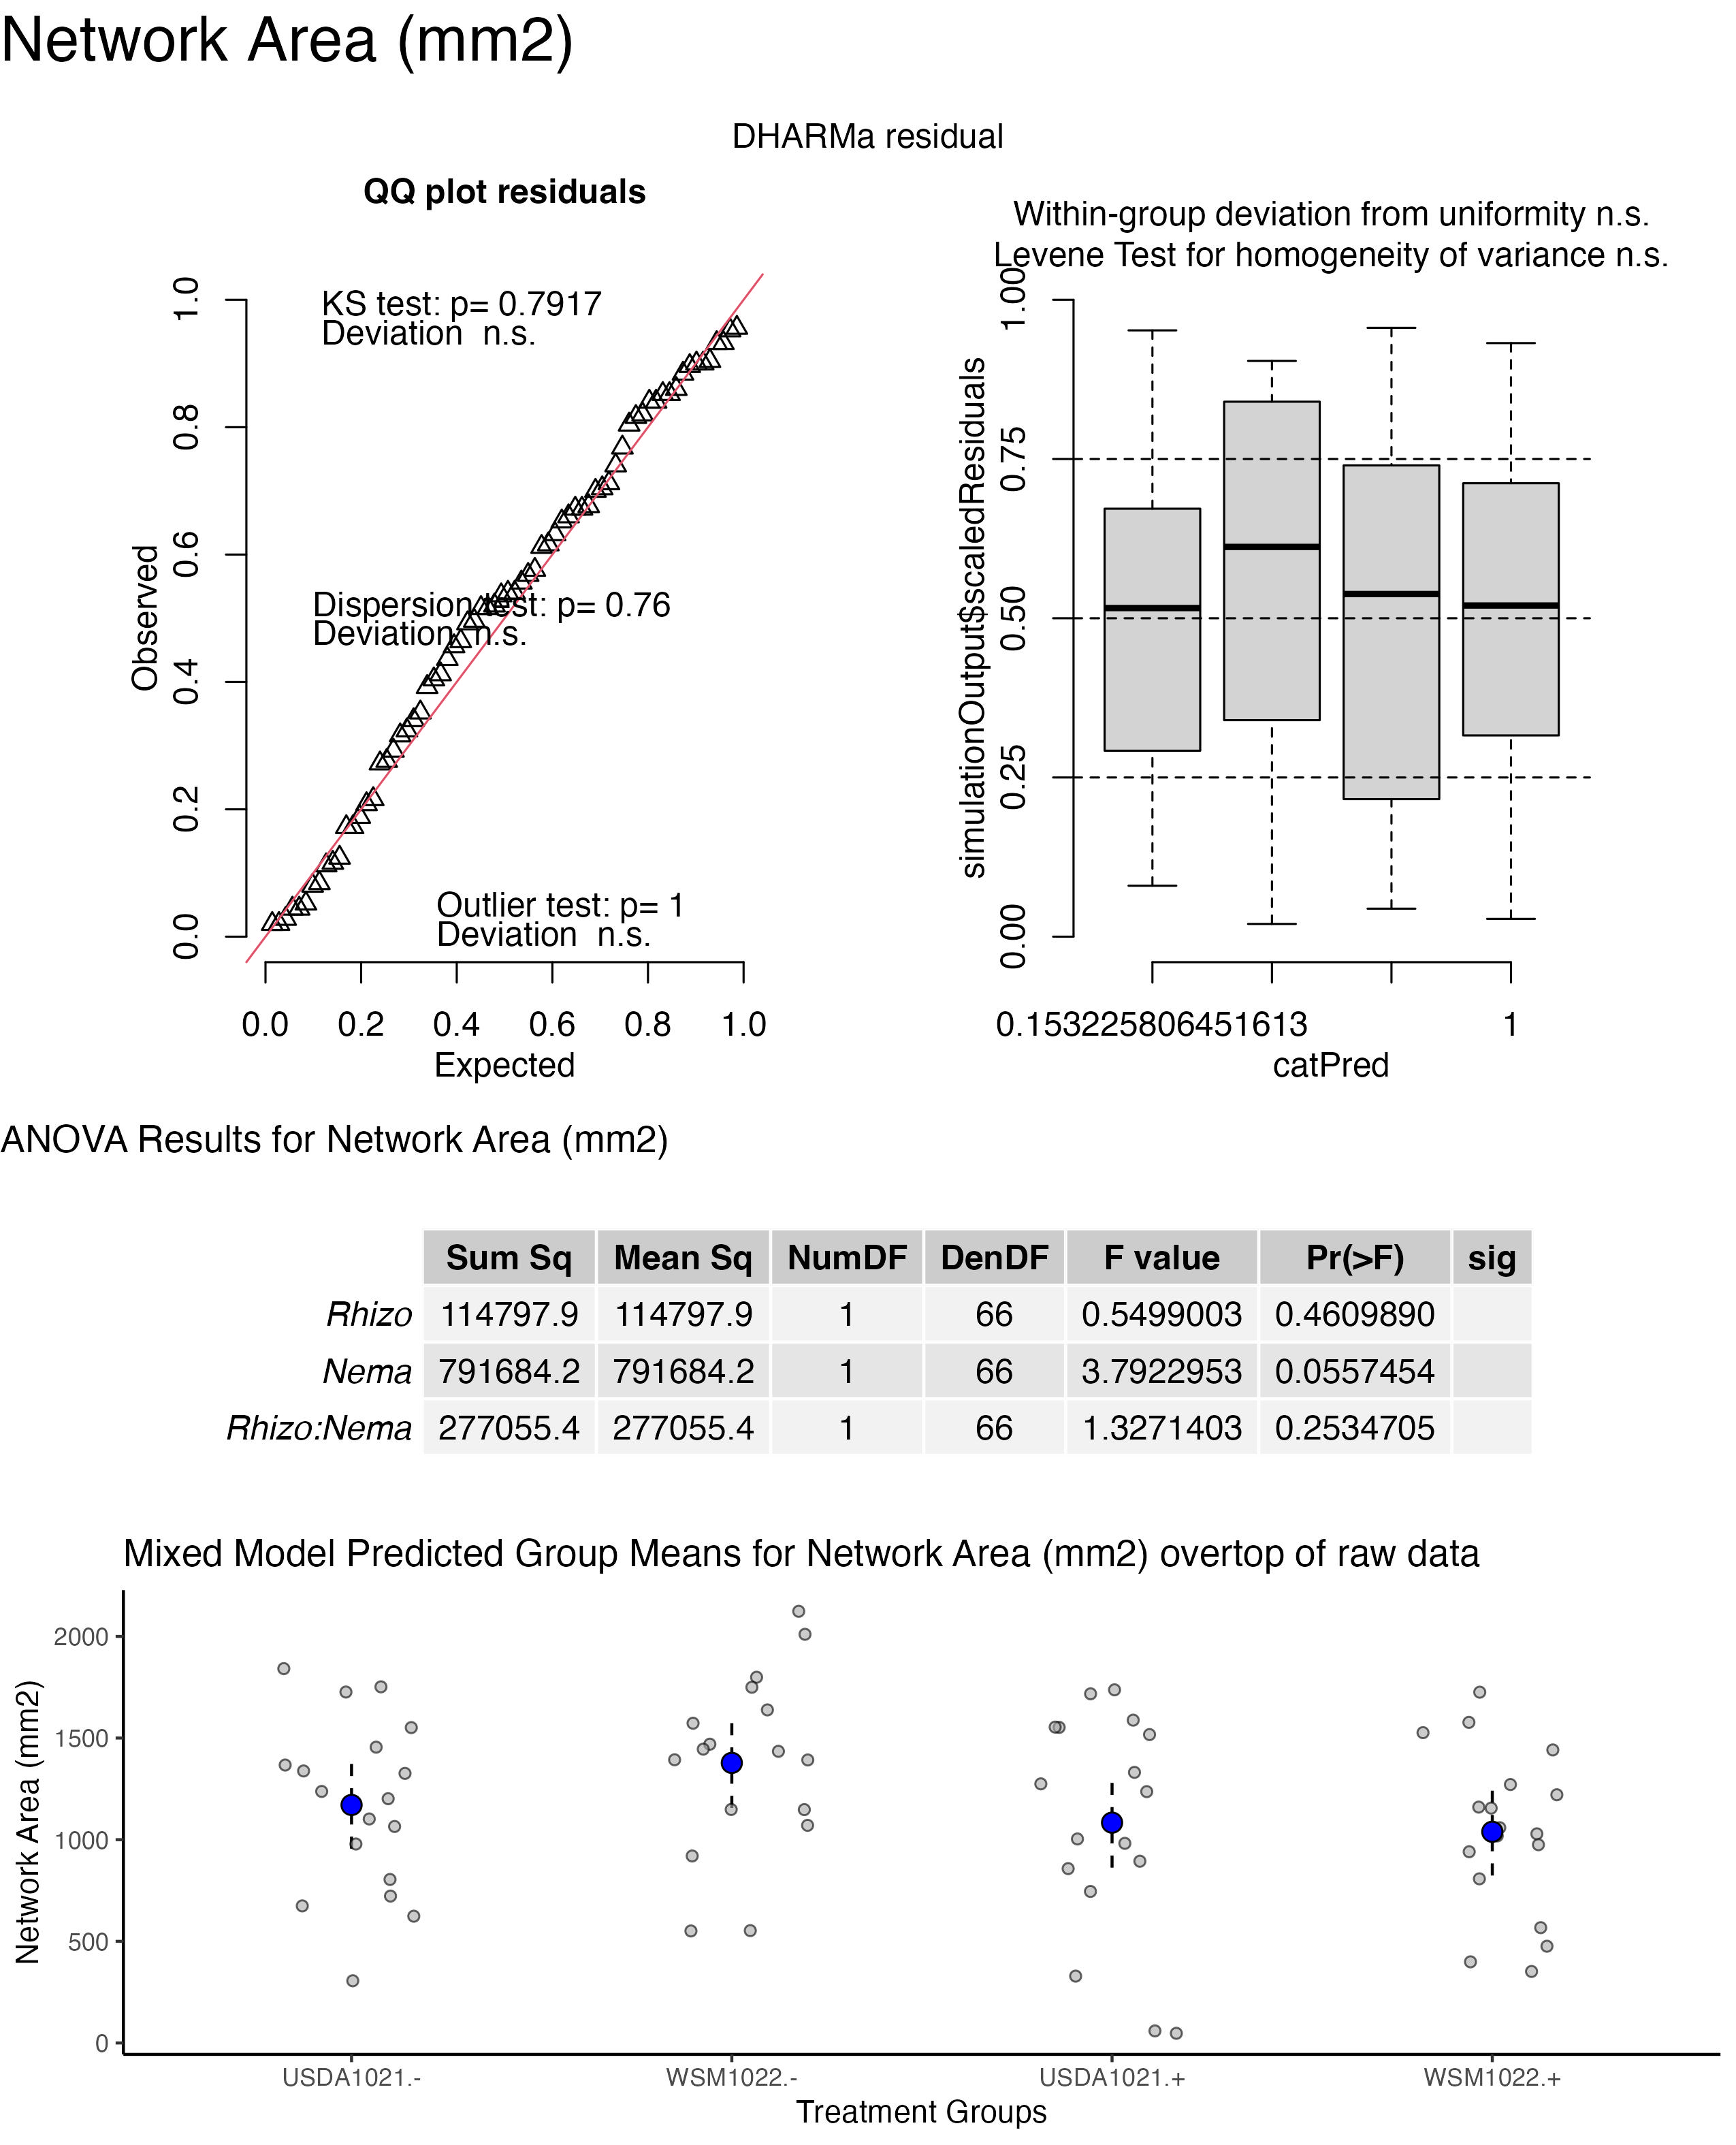 Network Area (mm2)
DHARMa residual
QQ plot residuals
KS test: p= 0.7917
Deviation n.s.
Dispersion test: p= 0.76
Deviation n.s.
Outlier test: p= 1
Deviation n.s.
Observed
0.0 0.2 0.4 0.6 0.8 1.0
0.0 0.2 0.4 0.6 0.8 1.0
Expected
Within-group deviation from uniformity n.s.
Levene Test for homogeneity of variance n.s.
simulationOutput$scaledResiduals
0.00 0.25 0.50 0.75 1.00
0.153225806451613 1
catPred
ANOVA Results for Network Area (mm2)
Sum Sq Mean Sq NumDF DenDF F value Pr(>F) sig
Rhizo 114797.9 114797.9 1 66 0.5499003 0.4609890
Nema 791684.2 791684.2 1 66 3.7922953 0.0557454
Rhizo:Nema 277055.4 277055.4 1 66 1.3271403 0.2534705
Mixed Model Predicted Group Means for Network Area (mm2) overtop of raw data
Network Area (mm2)
2000
1500
1000
500
0
USDA1021.- WSM1022.- USDA1021.+ WSM1022.+
Treatment Groups